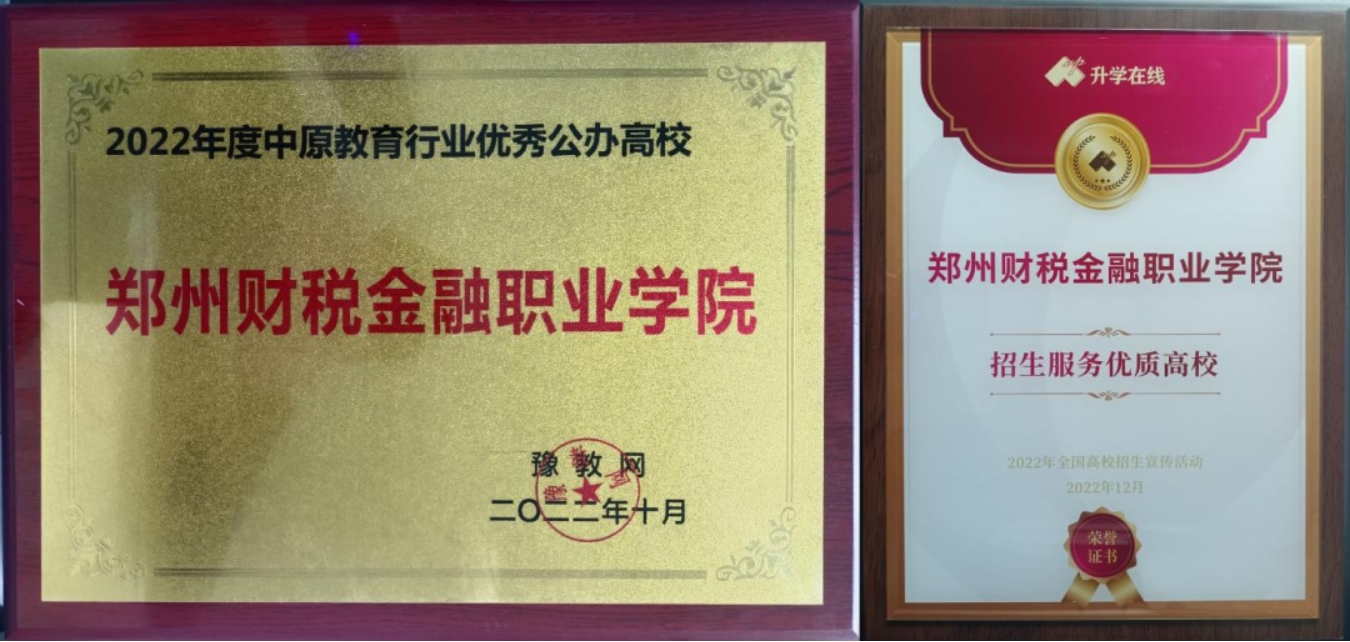 2022年度中原教育行业优秀公办高校
郑州财税金融职业学院
豫教网
二〇二二年十月
豫教网
升学在线
郑州财税金融职业学院
招生服务优质高校
2022年全国高校招生宣传活动
2022年12月
荣誉
证书